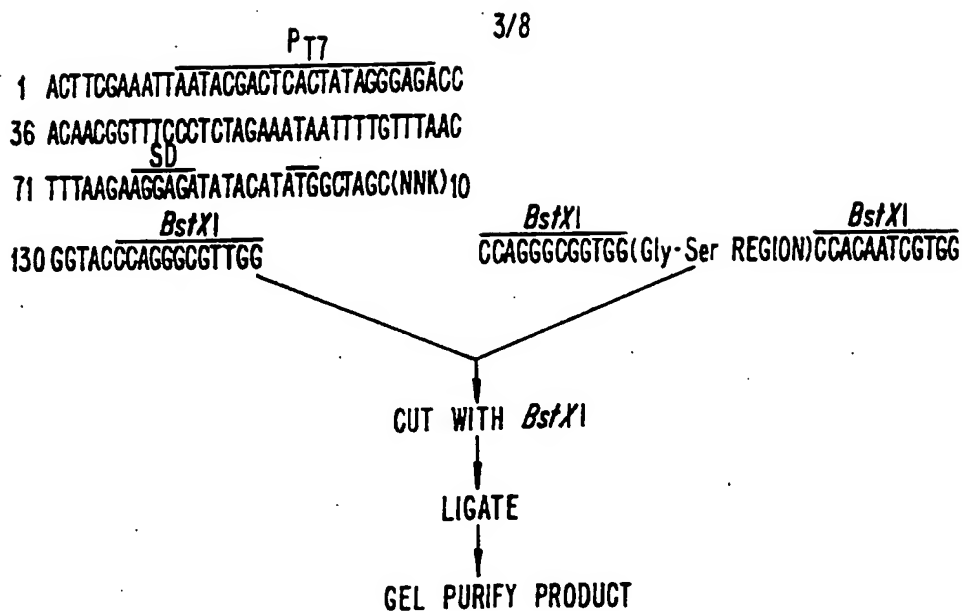 3/8
PT7
1 ACTTCGAAATTAATACGACTCACTATAGGGAGACC
36 ACAACGGTTTCCCTCTAGAAATAATTTTGTTTAAC
SD
71 TTTAAGAAGGAGATATACATATGGCTAGC(NNK)10
BstXI BstXI BstXI
130 GGTACCCAGGGCGTTGG CCAGGGCGGTGG(Gly-Ser REGION)CCACAATCGTGG
CUT WITH BstXI
LIGATE
GEL PURIFY PRODUCT